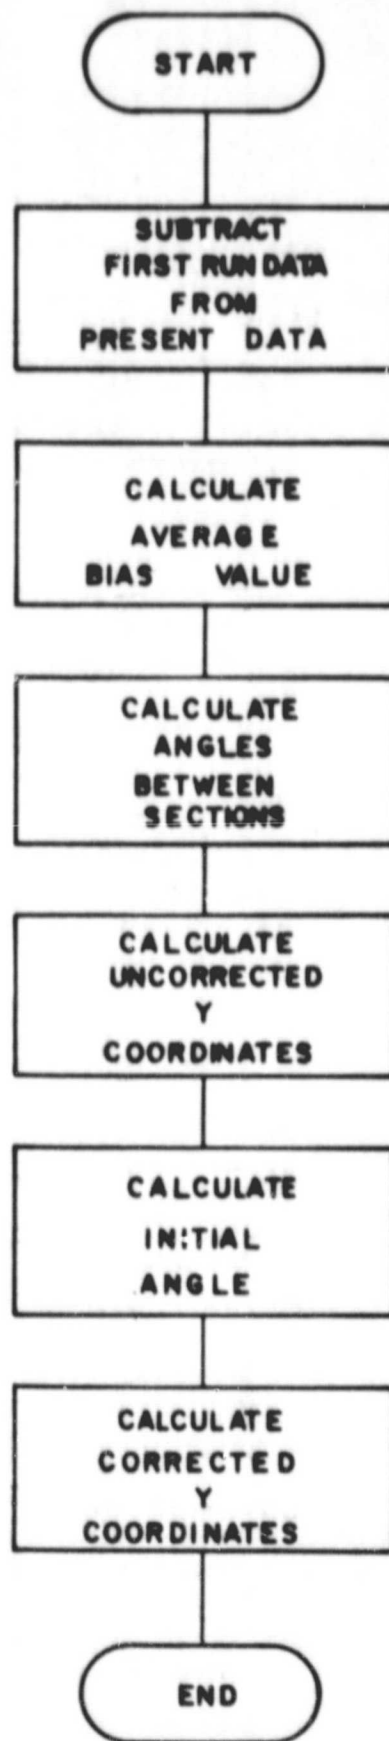 START
SUBTRACT
FIRST RUN DATA
FROM
PRESENT DATA
CALCULATE
AVERAGE
BIAS VALUE
CALCULATE
ANGLES
BETWEEN
SECTIONS
CALCULATE
UNCORRECTED
Y
COORDINATES
CALCULATE
INITIAL
ANGLE
CALCULATE
CORRECTED
Y
COORDINATES
END